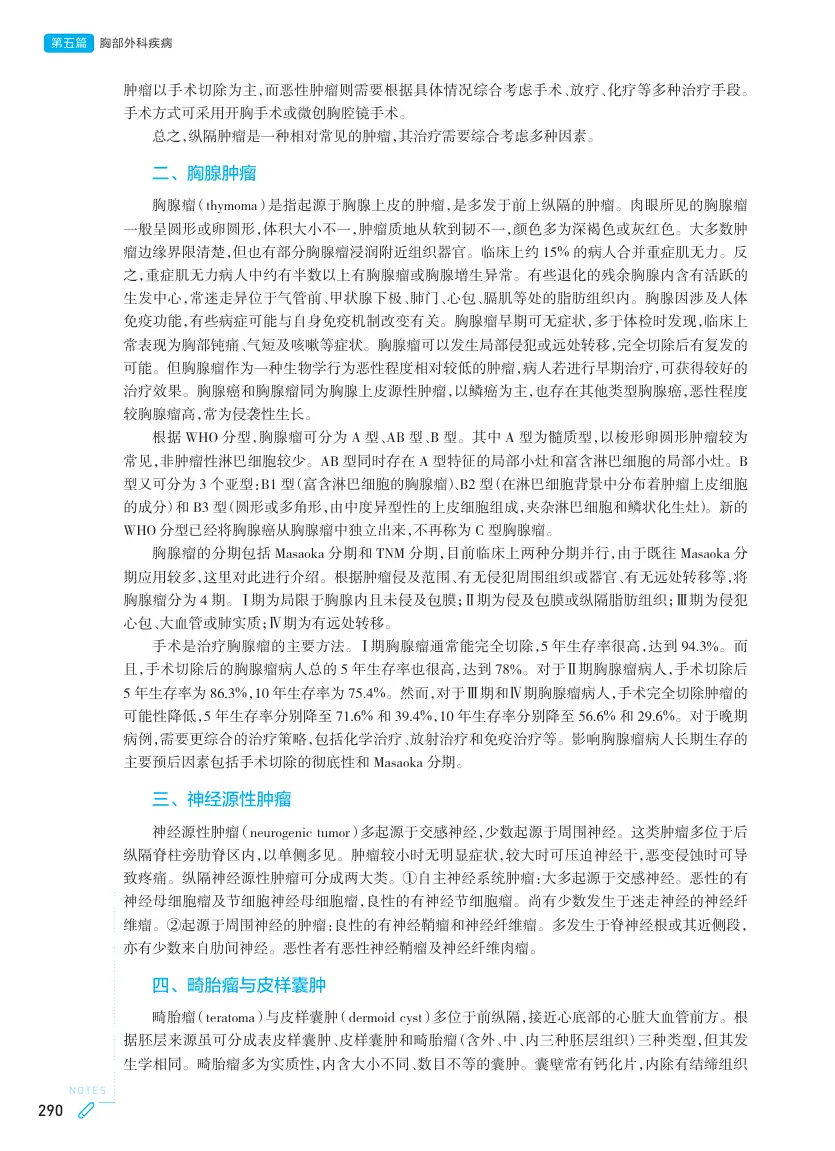 第五篇 胸部外科疾病
肿瘤以手术切除为主，而恶性肿瘤则需要根据具体情况综合考虑手术、放疗、化疗等多种治疗手段。
手术方式可采用开胸手术或微创胸腔镜手术。
总之，纵隔肿瘤是一种相对常见的肿瘤，其治疗需要综合考虑多种因素。
二、胸腺肿瘤
胸腺瘤（thymoma）是指起源于胸腺上皮的肿瘤，是多发于前上纵隔的肿瘤。肉眼所见的胸腺瘤
一般呈圆形或卵圆形，体积大小不一，肿瘤质地从软到韧不一，颜色多为深褐色或灰红色。大多数肿
瘤边缘界限清楚，但也有部分胸腺瘤浸润附近组织器官。临床上约 15% 的病人合并重症肌无力。反
之，重症肌无力病人中约有半数以上有胸腺瘤或胸腺增生异常。有些退化的残余胸腺内含有活跃的
生发中心，常迷走异位于气管前、甲状腺下极、肺门、心包、膈肌等处的脂肪组织内。胸腺因涉及人体
免疫功能，有些病症可能与自身免疫机制改变有关。胸腺瘤早期可无症状，多于体检时发现，临床上
常表现为胸部钝痛、气短及咳嗽等症状。胸腺瘤可以发生局部侵犯或远处转移，完全切除后有复发的
可能。但胸腺瘤作为一种生物学行为恶性程度相对较低的肿瘤，病人若进行早期治疗，可获得较好的
治疗效果。胸腺癌和胸腺瘤同为胸腺上皮源性肿瘤，以鳞癌为主，也存在其他类型胸腺癌，恶性程度
较胸腺瘤高，常为侵袭性生长。
根据 WHO 分型，胸腺瘤可分为 A 型、AB 型、B 型。其中 A 型为髓质型，以梭形卵圆形肿瘤较为
常见，非肿瘤性淋巴细胞较少。AB 型同时存在 A 型特征的局部小灶和富含淋巴细胞的局部小灶。B
型又可分为 3 个亚型：B1 型（富含淋巴细胞的胸腺瘤）、B2 型（在淋巴细胞背景中分布着肿瘤上皮细胞
的成分）和 B3 型（圆形或多角形，由中度异型性的上皮细胞组成，夹杂淋巴细胞和鳞状化生灶）。新的
WHO 分型已经将胸腺癌从胸腺瘤中独立出来，不再称为 C 型胸腺瘤。
胸腺瘤的分期包括 Masaoka 分期和 TNM 分期，目前临床上两种分期并行，由于既往 Masaoka 分
期应用较多，这里对此进行介绍。根据肿瘤侵及范围、有无侵犯周围组织或器官、有无远处转移等，将
胸腺瘤分为 4 期。Ⅰ期为局限于胸腺内且未侵及包膜；Ⅱ期为侵及包膜或纵隔脂肪组织；Ⅲ期为侵犯
心包、大血管或肺实质；Ⅳ期为有远处转移。
手术是治疗胸腺瘤的主要方法。Ⅰ期胸腺瘤通常能完全切除，5 年生存率很高，达到 94.3%。而
且，手术切除后的胸腺瘤病人总的 5 年生存率也很高，达到 78%。对于Ⅱ期胸腺瘤病人，手术切除后
5 年生存率为 86.3%，10 年生存率为 75.4%。然而，对于Ⅲ期和Ⅳ期胸腺瘤病人，手术完全切除肿瘤的
可能性降低，5 年生存率分别降至 71.6% 和 39.4%，10 年生存率分别降至 56.6% 和 29.6%。对于晚期
病例，需要更综合的治疗策略，包括化学治疗、放射治疗和免疫治疗等。影响胸腺瘤病人长期生存的
主要预后因素包括手术切除的彻底性和 Masaoka 分期。
三、神经源性肿瘤
神经源性肿瘤（neurogenic tumor）多起源于交感神经，少数起源于周围神经。这类肿瘤多位于后
纵隔脊柱旁肋脊区内，以单侧多见。肿瘤较小时无明显症状，较大时可压迫神经干，恶变侵蚀时可导
致疼痛。纵隔神经源性肿瘤可分成两大类。①自主神经系统肿瘤：大多起源于交感神经。恶性的有
神经母细胞瘤及节细胞神经母细胞瘤，良性的有神经节细胞瘤。尚有少数发生于迷走神经的神经纤
维瘤。②起源于周围神经的肿瘤：良性的有神经鞘瘤和神经纤维瘤。多发生于脊神经根或其近侧段，
亦有少数来自肋间神经。恶性者有恶性神经鞘瘤及神经纤维肉瘤。
四、畸胎瘤与皮样囊肿
畸胎瘤（teratoma）与皮样囊肿（dermoid cyst）多位于前纵隔，接近心底部的心脏大血管前方。根
据胚层来源虽可分成表皮样囊肿、皮样囊肿和畸胎瘤（含外、中、内三种胚层组织）三种类型，但其发
生学相同。畸胎瘤多为实质性，内含大小不同、数目不等的囊肿。囊壁常有钙化片，内除有结缔组织
NOTES
290